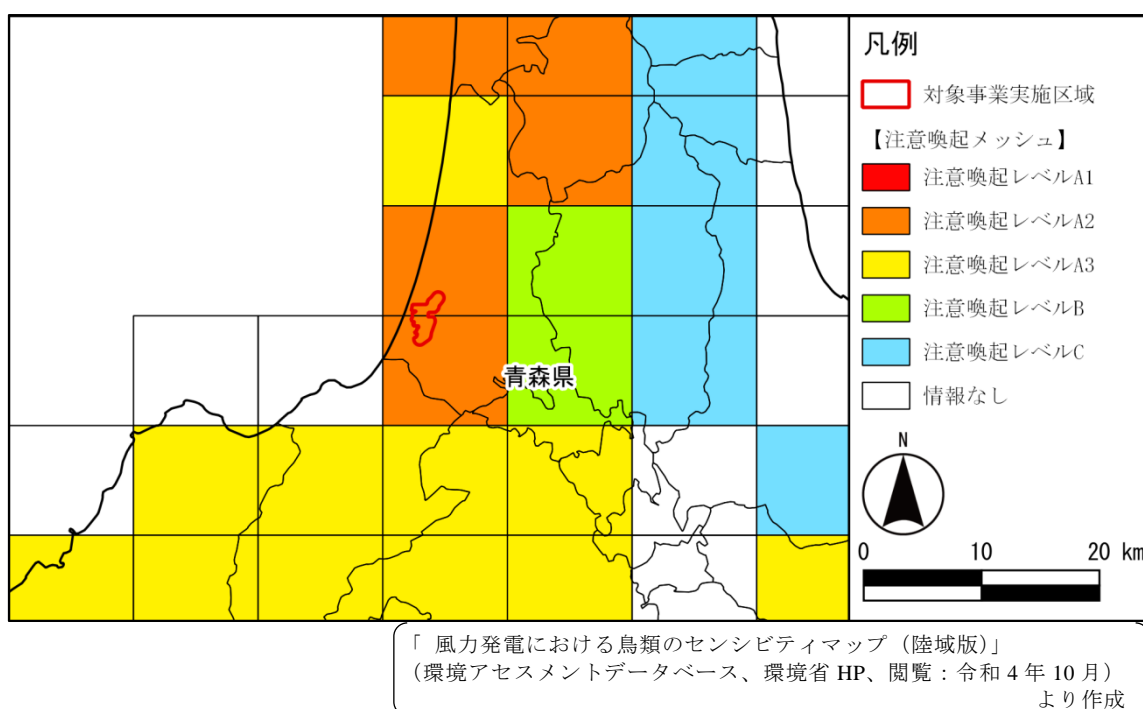 青森県
凡例
対象事業実施区域
【注意喚起メッシュ】
注意喚起レベルA1
注意喚起レベルA2
注意喚起レベルA3
注意喚起レベルB
注意喚起レベルC
情報なし
N
0 10 20 km
「 風力発電における鳥類のセンシビティマップ（陸域版）」
（環境アセスメントデータベース、環境省 HP、閲覧：令和 4 年 10 月）
より作成